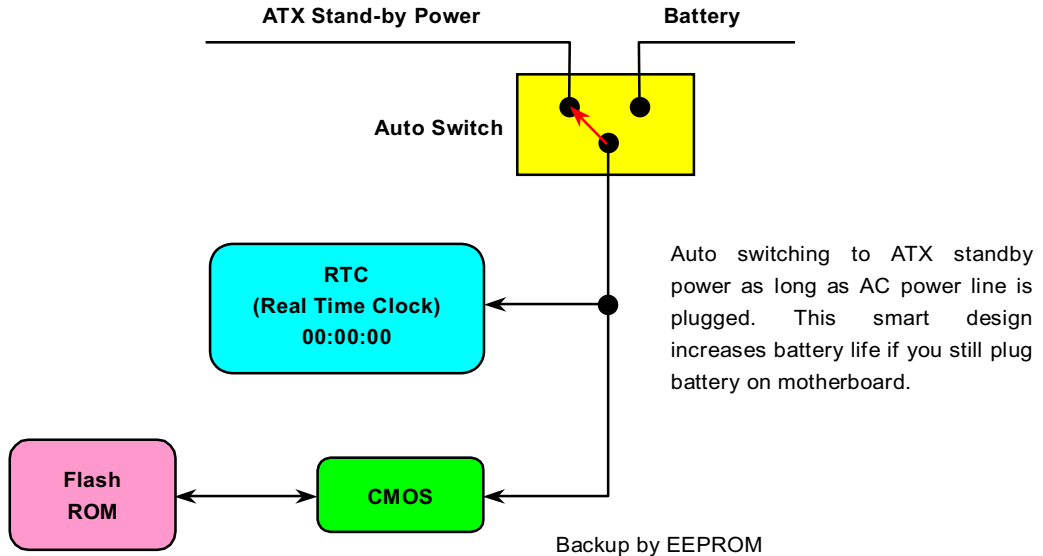 ATX Stand-by Power
Battery
Auto Switch
RTC
(Real Time Clock)
00:00:00
Auto switching to ATX standby
power as long as AC power line is
plugged. This smart design
increases battery life if you still plug
battery on motherboard.
Flash
ROM
CMOS
Backup by EEPROM